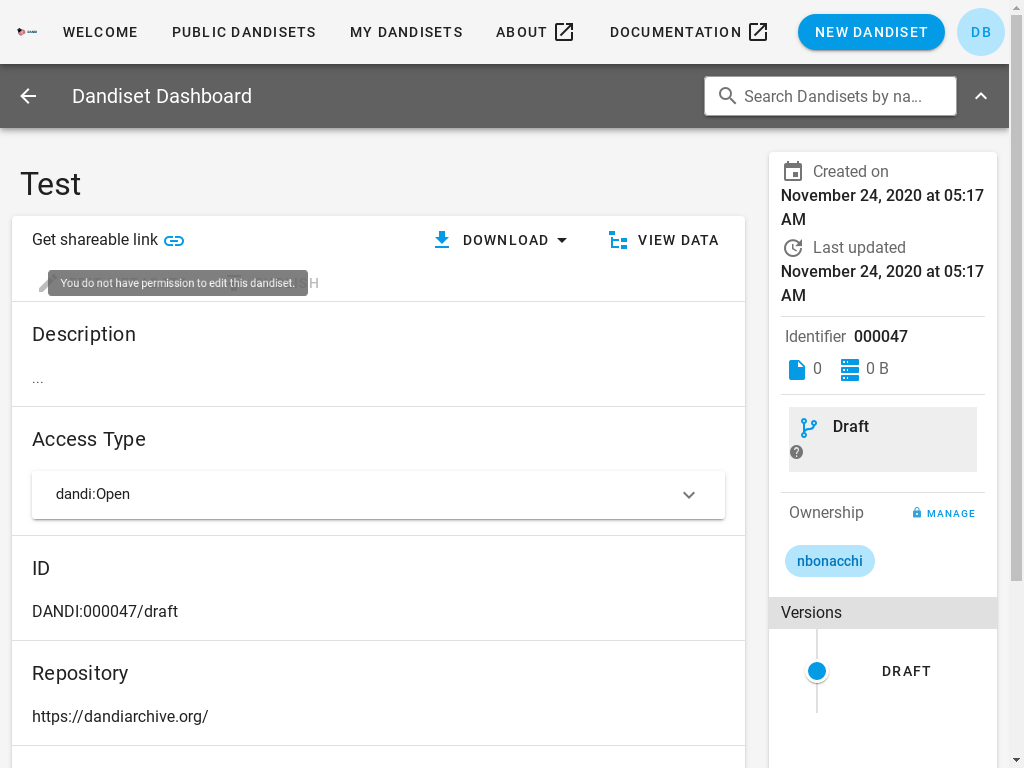 WELCOME
PUBLIC DANDISETS
MY DANDISETS
ABOUT
DOCUMENTATION
NEW DANDISET
DB
Dandiset Dashboard
Search Dandisets by na...
Test
Get shareable link
DOWNLOAD
VIEW DATA
You do not have permission to edit this dandiset.
Description
...
Access Type
dandi:Open
ID
DANDI:000047/draft
Repository
https://dandiarchive.org/
Created on
November 24, 2020 at 05:17
AM
Last updated
November 24, 2020 at 05:17
AM
Identifier 000047
0
0 B
Draft
Ownership
MANAGE
nbonacchi
Versions
DRAFT